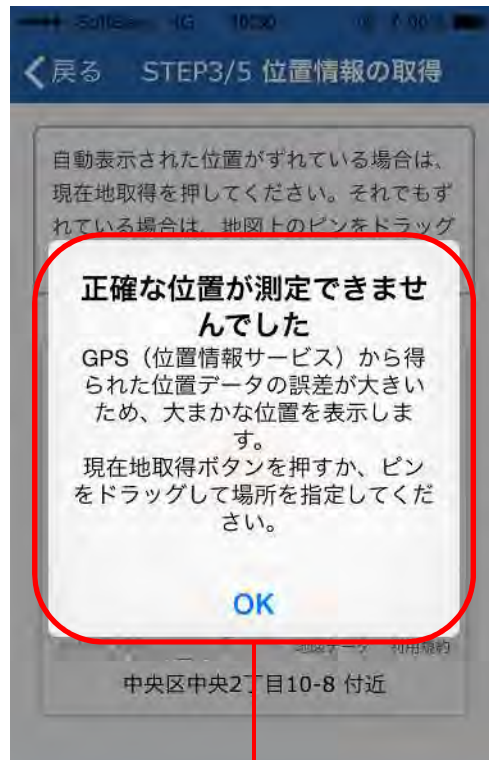 戻る STEP3/5 位置情報の取得
自動表示された位置がずれている場合は、
現在地取得を押してください。それでもず
れている場合は、地図上のピンをドラッグ
正確な位置が測定できませ
んでした
GPS（位置情報サービス）から得
られた位置データの誤差が大きい
ため、大まかな位置を表示しま
す。
現在地取得ボタンを押すか、ピン
をドラッグして場所を指定してくだ
さい。
OK
地図データ 利用規約
中央区中央2丁目10-8 付近